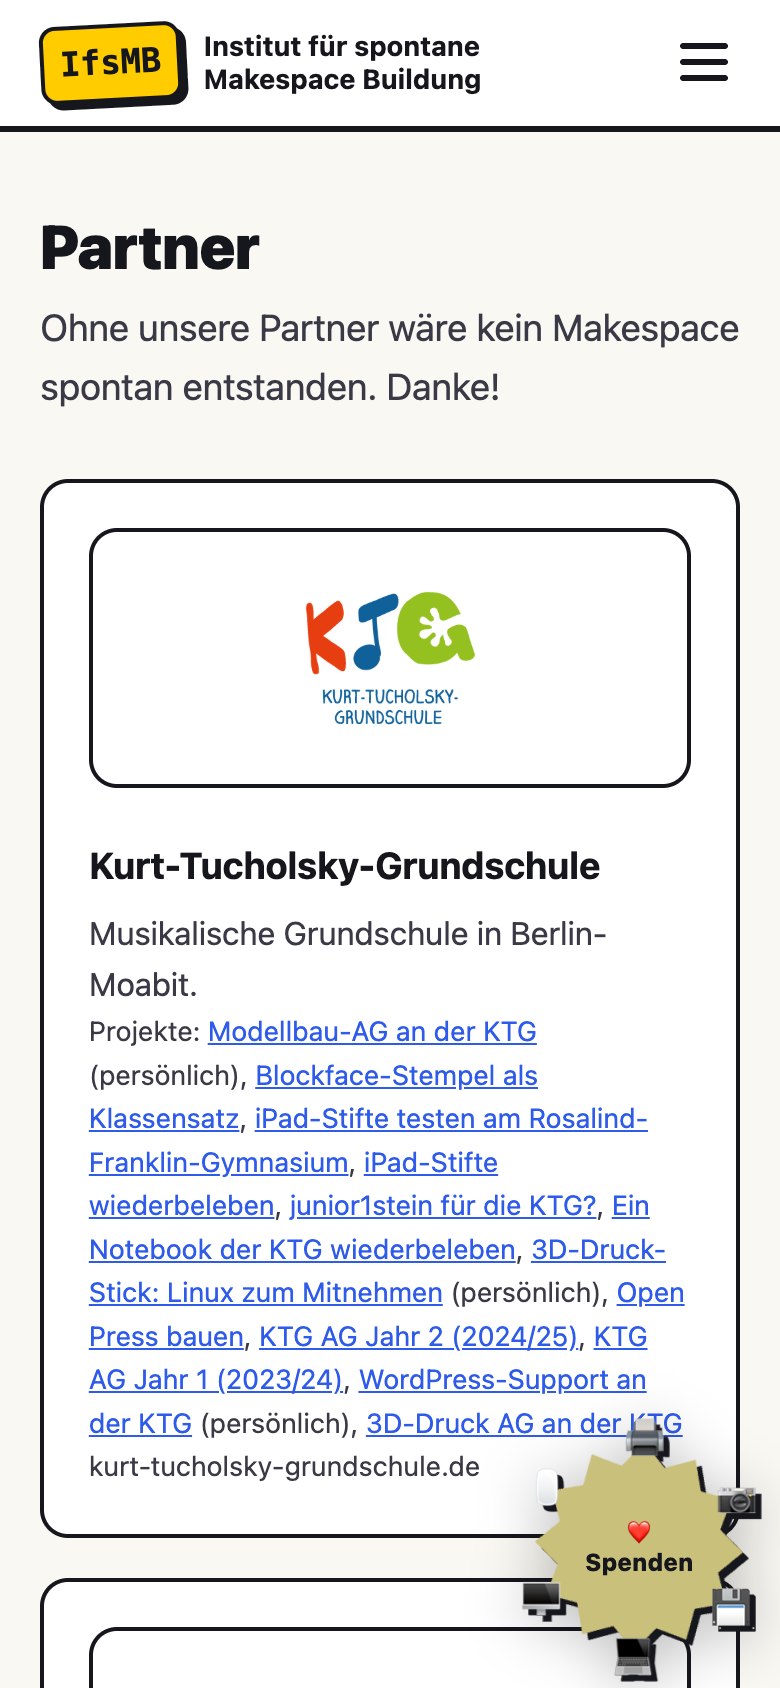 IfsMB
Institut für spontane
Makespace Buildung
Partner
Ohne unsere Partner wäre kein Makespace
spontan entstanden. Danke!
KTG
KURT-TUCHOLSKY-
GRUNDSCHULE
Kurt-Tucholsky-Grundschule
Musikalische Grundschule in Berlin-
Moabit.
Projekte: Modellbau-AG an der KTG
(persönlich), Blockface-Stempel als
Klassensatz, iPad-Stifte testen am Rosalind-
Franklin-Gymnasium, iPad-Stifte
wiederbeleben, junior1stein für die KTG?, Ein
Notebook der KTG wiederbeleben, 3D-Druck-
Stick: Linux zum Mitnehmen (persönlich), Open
Press bauen, KTG AG Jahr 2 (2024/25), KTG
AG Jahr 1 (2023/24), WordPress-Support an
der KTG (persönlich), 3D-Druck AG an der KTG
kurt-tucholsky-grundschule.de
Spenden